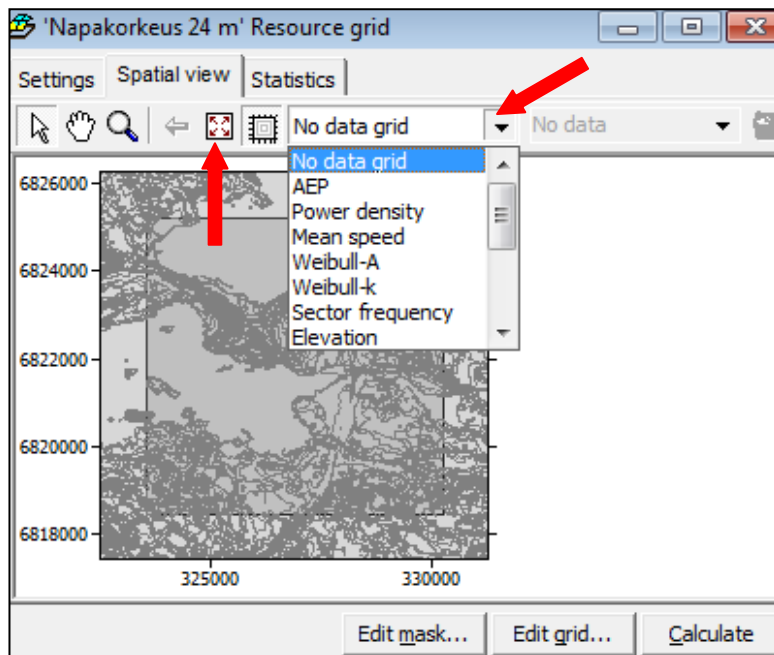 'Napakorkeus 24 m' Resource grid
Settings Spatial view Statistics
No data grid No data
No data grid
AEP
Power density
Mean speed
Weibull-A
Weibull-k
Sector frequency
Elevation
6826000
6824000
6822000
6820000
6818000
325000 330000
Edit mask... Edit grid... Calculate